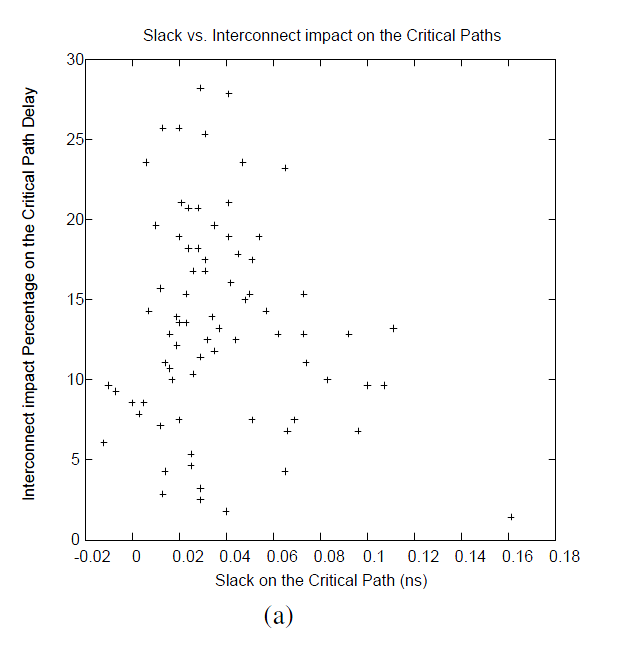 Slack vs. Interconnect impact on the Critical Paths
Interconnect impact Percentage on the Critical Path Delay
30
25
20
15
10
5
0
-0.02 0 0.02 0.04 0.06 0.08 0.1 0.12 0.14 0.16 0.18
Slack on the Critical Path (ns)
(a)